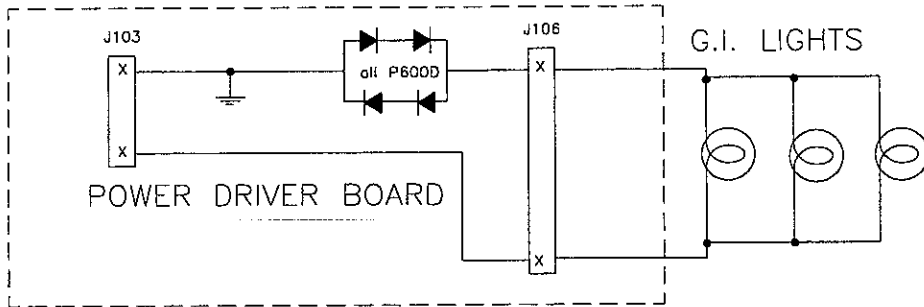 J103
J106
G.I. LIGHTS
all P600D
X
X
X
X
POWER DRIVER BOARD